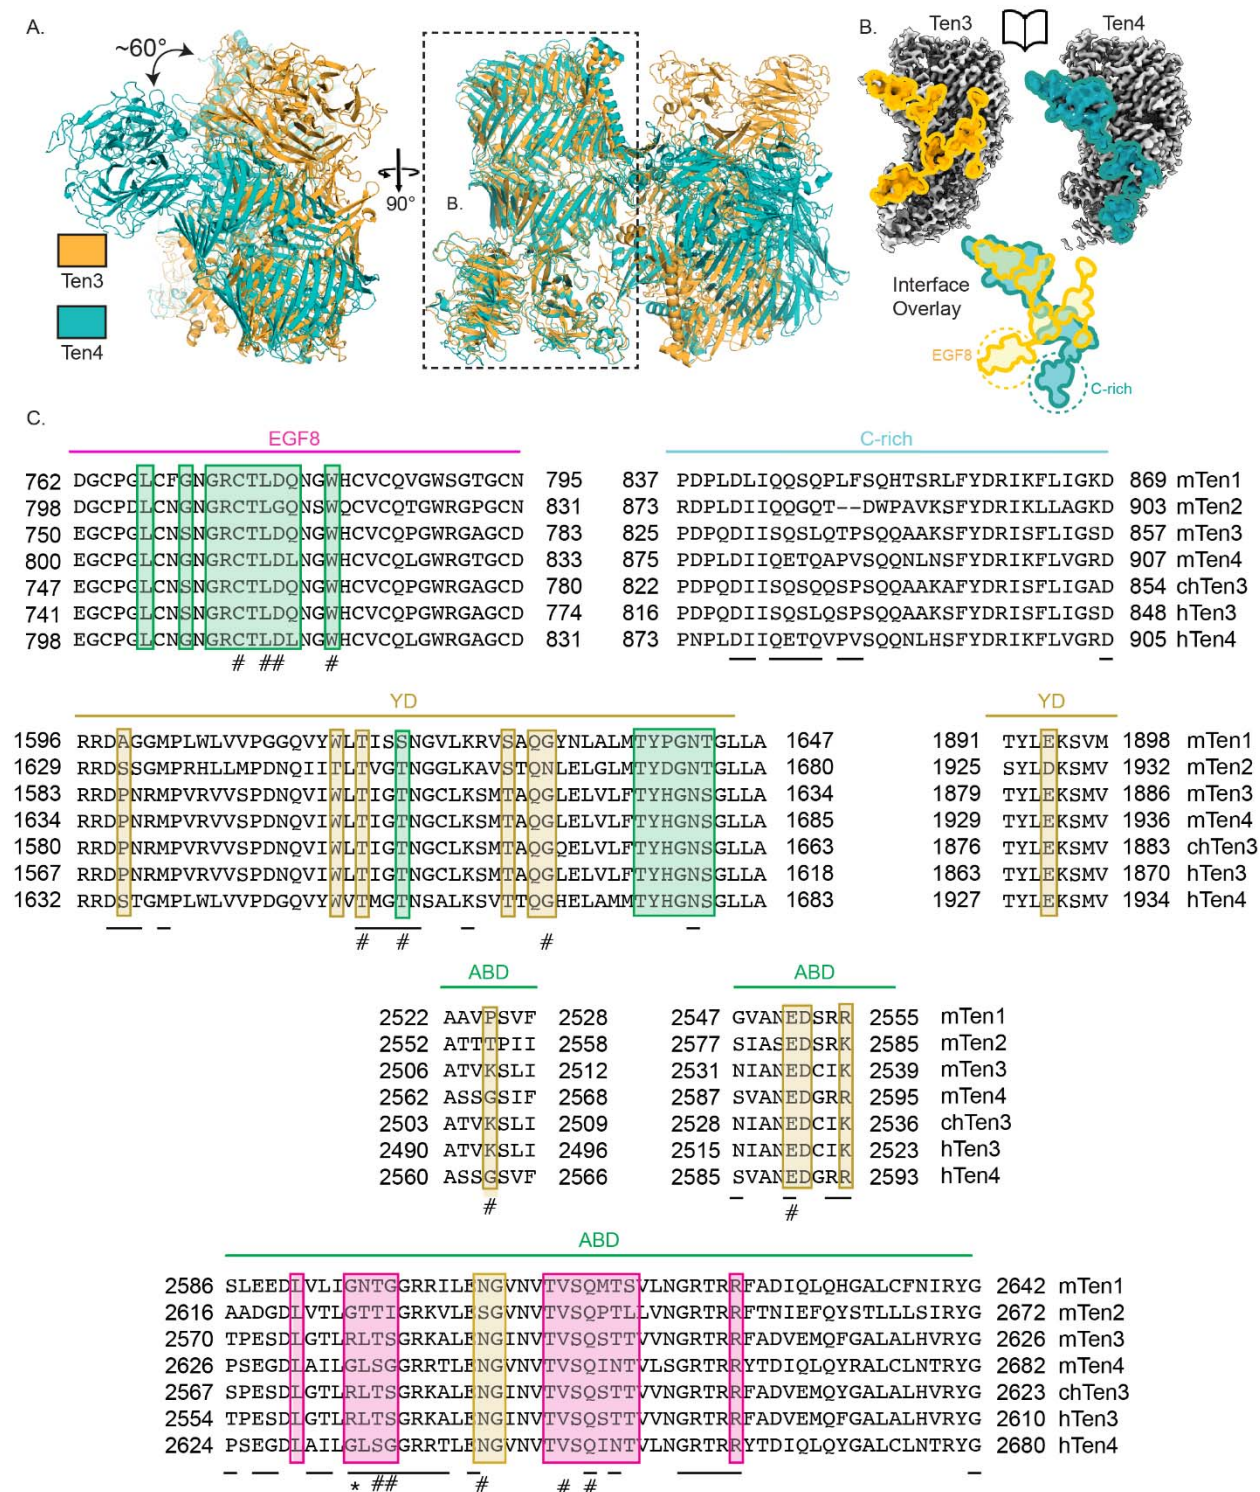 A.
~60°
Ten3
Ten4
90°
B.
B.
Ten3 Ten4
Interface
Overlay
EGF8
C-rich
C.
EGF8 C-rich
762 DGCPGLCFGNGRCTLDQNGWHCVCQVGWSGTGCN 795 837 PDPLDLIQQSQPLFSQHTSRLFYDRIKFLIGKD 869 mTen1
798 DGCPDLCNGNGRCTLGQNSWQCVCQTGWRGPGCN 831 873 RDPLDIIQQGQT--DWPAVKSFYDRIKLLAGKD 903 mTen2
750 EGCPGLCNSNGRCTLDQNGWHCVCQPGWRGAGCD 783 825 PDPQDIISQSLQTPSQQAAKSFYDRISFLIGSD 857 mTen3
800 EGCPGLCNSNGRCTLDLNGWHCVCQLGWRGTGCD 833 875 PDPLDIIQETQAPVSQQNLNSFYDRIKFLVGRD 907 mTen4
747 EGCPGLCNSNGRCTLDQNGWHCVCQPGWRGAGCD 780 822 PDPQDIISQSQQSPSQQAAKAFYDRISFLIGAD 854 chTen3
741 EGCPGLCNSNGRCTLDQNGWHCVCQPGWRGAGCD 774 816 PDPQDIISQSLQSPSQQAAKSFYDRISFLIGSD 848 hTen3
798 EGCPGLCNGNGRCTLDLNGWHCVCQLGWRGAGCD 831 873 PNPLDIIQETQVPVSQQNLHSFYDRIKFLVGRD 905 hTen4
# ## #
YD YD
1596 RRDAGGMPLWLVVPGGQVYWLTISSNGVLKRVSAQGYNLALMTYPGNTGLLA 1647 1891 TYLEKSVM 1898 mTen1
1629 RRDSSGMPRHLLMPDNQIITLTVGTNGGLKAVSTQNLELGLMTYDGNTGLLA 1680 1925 SYLDKSMV 1932 mTen2
1583 RRDPNRMPVRVVSPDNQVIWLTIGTNGCLKSMTAQGLELVLFTYHGNSGLLA 1634 1879 TYLEKSMV 1886 mTen3
1634 RRDPNRMPVRVVSPDNQVIWLTIGTNGCLKSMTAQGLELVLFTYHGNSGLLA 1685 1929 TYLEKSMV 1936 mTen4
1580 RRDPNRMPVRVVSPDNQVIWLTIGTNGCLKSMTAQGQELVLFTYHGNSGLLA 1663 1876 TYLEKSMV 1883 chTen3
1567 RRDPNRMPVRVVSPDNQVIWLTIGTNGCLKSMTAQGLELVLFTYHGNSGLLA 1618 1863 TYLEKSMV 1870 hTen3
1632 RRDSTGMPLWLVVPDGQVYWVTMGTNSALKSVTTQGHELAMMTYHGNSGLLA 1683 1927 TYLEKSMV 1934 hTen4
# # #
ABD ABD
2522 AAVPSVF 2528 2547 GVANEDSRR 2555 mTen1
2552 ATTTPII 2558 2577 SIASEDSRK 2585 mTen2
2506 ATVKSLI 2512 2531 NIANEDCIK 2539 mTen3
2562 ASSGSIF 2568 2587 SVANEDGRR 2595 mTen4
2503 ATVKSLI 2509 2528 NIANEDCIK 2536 chTen3
2490 ATVKSLI 2496 2515 NIANEDCIK 2523 hTen3
2560 ASSGSVF 2566 2585 SVANEDGRR 2593 hTen4
# #
ABD
2586 SLEEDLVLIGNTGGRRILENGVNVTVSQMTSVLNGRTRRFADIQLQHGALCFNIRYG 2642 mTen1
2616 AADGDLVTLGTTIGRKVLESGVNVTVSQPTLLVNGRTRRFTNIEFQYSTLLLSIRYG 2672 mTen2
2570 TPESDLGTLRLTSGRKALENGINVTVSQSTTVVNGRTRRFADVEMQFGALALHVRYG 2626 mTen3
2626 PSEGDLAILGLSGGRRTLENGVNVTVSQINTVLSGRTRRYTDIQLQYRALCLNTRYG 2682 mTen4
2567 SPESDLGTLRLTSGRKALENGINVTVSQSTTVVNGRTRRFADVEMQYGALALHVRYG 2623 chTen3
2554 TPESDLGTLRLTSGRKALENGINVTVSQSTTVVNGRTRRFADVEMQFGALALHVRYG 2610 hTen3
2624 PSEGDLAILGLSGGRRTLENGVNVTVSQINTVLNGRTRRYTDIQLQYGALCLNTRYG 2680 hTen4
* ## # # #